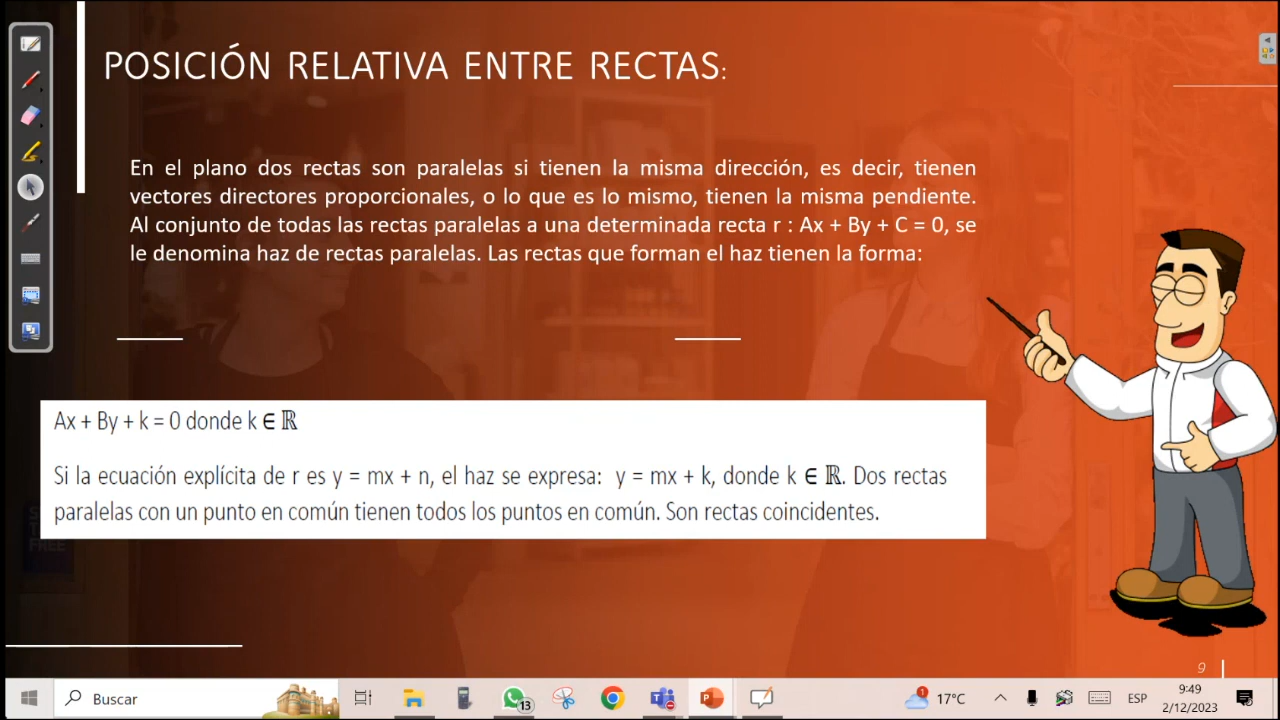 POSICIÓN RELATIVA ENTRE RECTAS:
En el plano dos rectas son paralelas si tienen la misma dirección, es decir, tienen
vectores directores proporcionales, o lo que es lo mismo, tienen la misma pendiente.
Al conjunto de todas las rectas paralelas a una determinada recta r : Ax + By + C = 0, se
le denomina haz de rectas paralelas. Las rectas que forman el haz tienen la forma:
Ax + By + k = 0 donde k ∈ ℝ
Si la ecuación explícita de r es y = mx + n, el haz se expresa: y = mx + k, donde k ∈ ℝ. Dos rectas
paralelas con un punto en común tienen todos los puntos en común. Son rectas coincidentes.
FREE
9
Buscar
13
1
17°C
ESP
9:49
2/12/2023